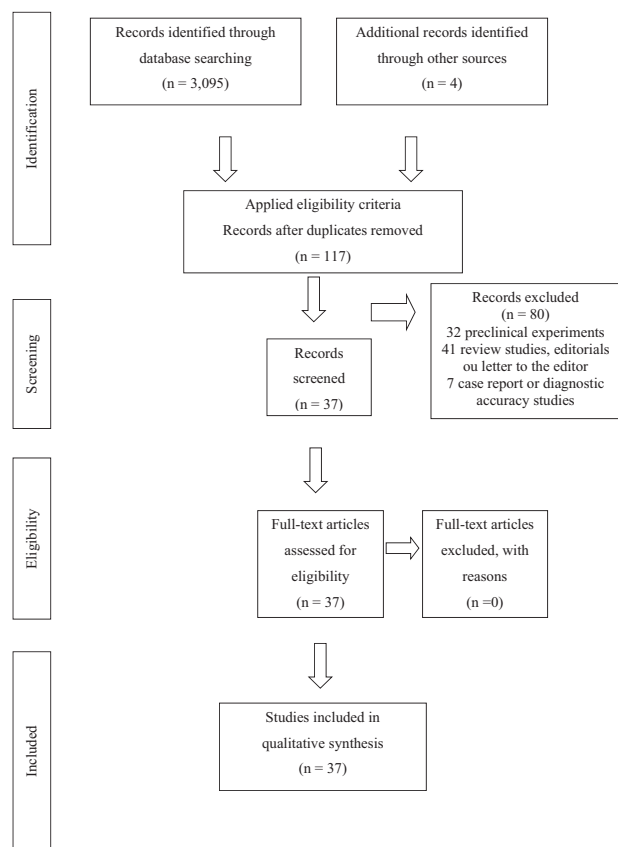 Identification
Records identified through
database searching
(n = 3,095)
Additional records identified
through other sources
(n = 4)
Applied eligibility criteria
Records after duplicates removed
(n = 117)
Screening
Records
screened
(n = 37)
Records excluded
(n = 80)
32 preclinical experiments
41 review studies, editorials
ou letter to the editor
7 case report or diagnostic
accuracy studies
Eligibility
Full-text articles
assessed for
eligibility
(n = 37)
Full-text articles
excluded, with
reasons
(n =0)
Included
Studies included in
qualitative synthesis
(n = 37)